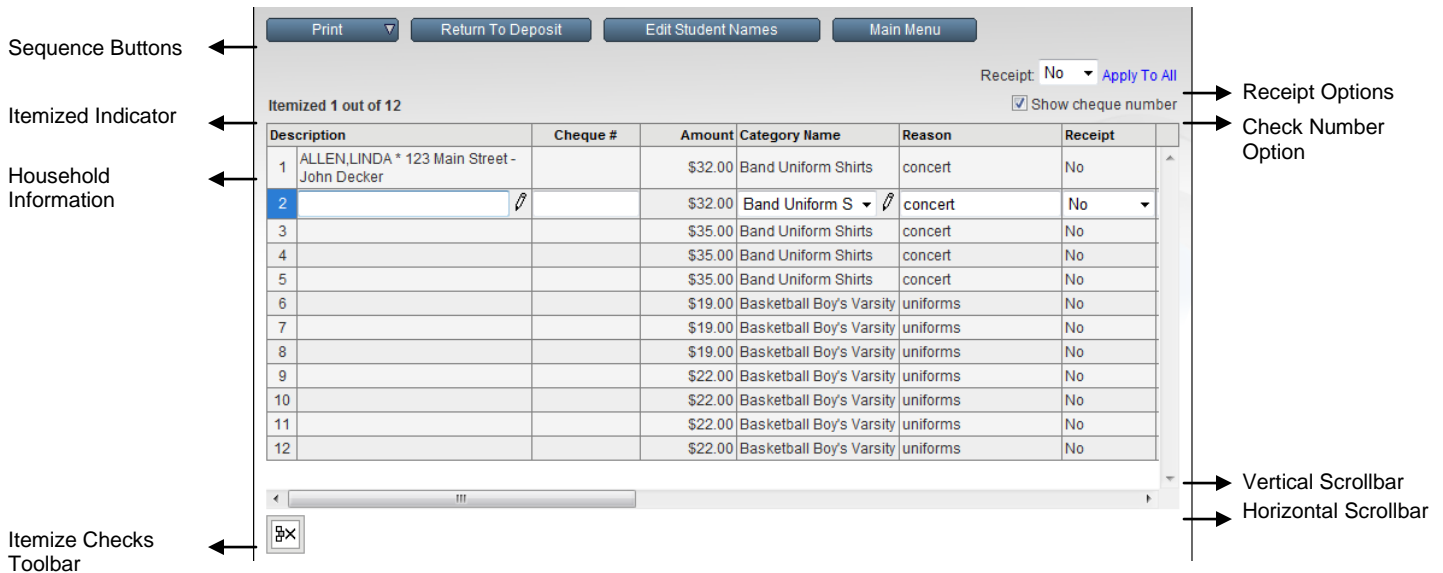 Print Return To Deposit Edit Student Names Main Menu
Sequence Buttons
Receipt: No Apply To All
Receipt Options
Itemized 1 out of 12 Show cheque number
Itemized Indicator
Check Number
Option
Description Cheque # Amount Category Name Reason Receipt
Household
Information
1 ALLEN,LINDA * 123 Main Street -
John Decker $32.00 Band Uniform Shirts concert No
2 $32.00 Band Uniform S concert No
3 $35.00 Band Uniform Shirts concert No
4 $35.00 Band Uniform Shirts concert No
5 $35.00 Band Uniform Shirts concert No
6 $19.00 Basketball Boy's Varsity uniforms No
7 $19.00 Basketball Boy's Varsity uniforms No
8 $19.00 Basketball Boy's Varsity uniforms No
9 $22.00 Basketball Boy's Varsity uniforms No
10 $22.00 Basketball Boy's Varsity uniforms No
11 $22.00 Basketball Boy's Varsity uniforms No
12 $22.00 Basketball Boy's Varsity uniforms No
Vertical Scrollbar
Horizontal Scrollbar
Itemize Checks
Toolbar